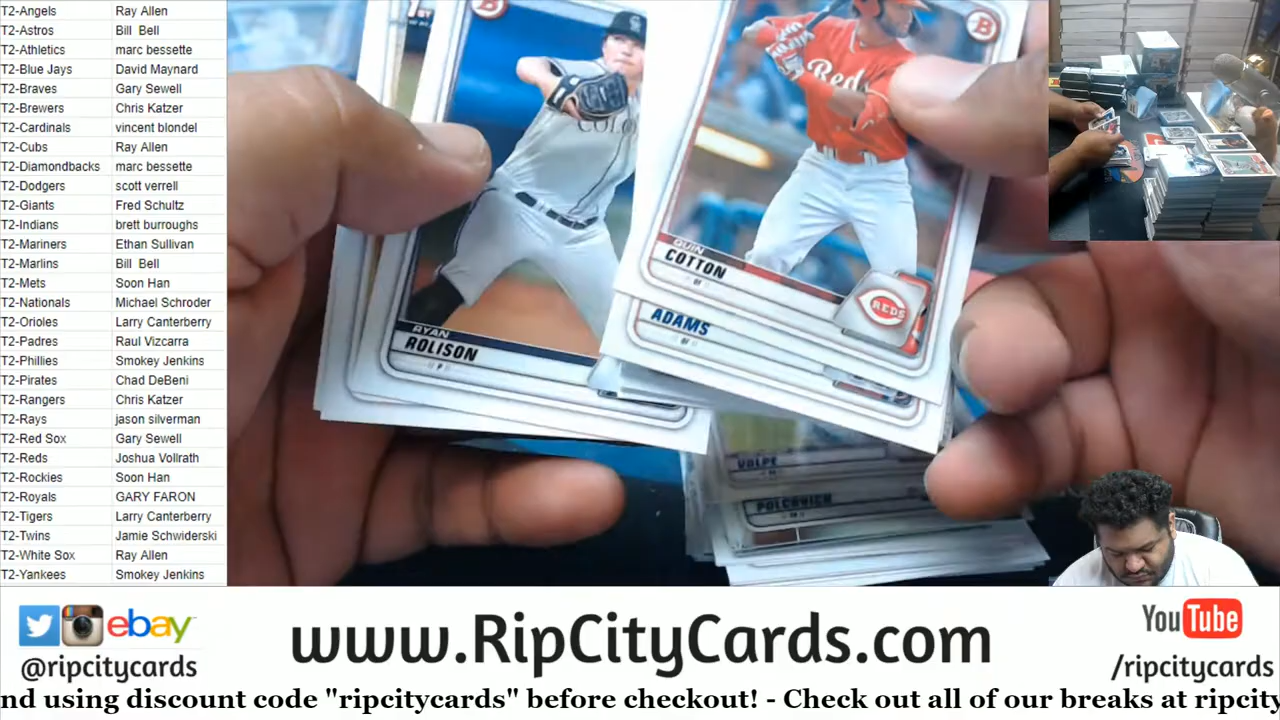 T2-Angels Ray Allen
T2-Astros Bill Bell
T2-Athletics marc bessette
T2-Blue Jays David Maynard
T2-Braves Gary Sewell
T2-Brewers Chris Katzer
T2-Cardinals vincent blondel
T2-Cubs Ray Allen
T2-Diamondbacks marc bessette
T2-Dodgers scott verrell
T2-Giants Fred Schultz
T2-Indians brett burroughs
T2-Mariners Ethan Sullivan
T2-Marlins Bill Bell
T2-Mets Soon Han
T2-Nationals Michael Schroder
T2-Orioles Larry Canterberry
T2-Padres Raul Vizcarra
T2-Phillies Smokey Jenkins
T2-Pirates Chad DeBeni
T2-Rangers Chris Katzer
T2-Rays jason silverman
T2-Red Sox Gary Sewell
T2-Reds Joshua Vollrath
T2-Rockies Soon Han
T2-Royals GARY FARON
T2-Tigers Larry Canterberry
T2-Twins Jamie Schwiderski
T2-White Sox Ray Allen
T2-Yankees Smokey Jenkins
1ST
B
COLO
RYAN
ROLISON
P
B
Reds
QUIN
COTTON
OF
REDS
ADAMS
OF
VOLPE
POLCOVICH
ebay
@ripcitycards
www.RipCityCards.com
YouTube
/ripcitycards
nd using discount code "ripcitycards" before checkout! - Check out all of our breaks at ripcity